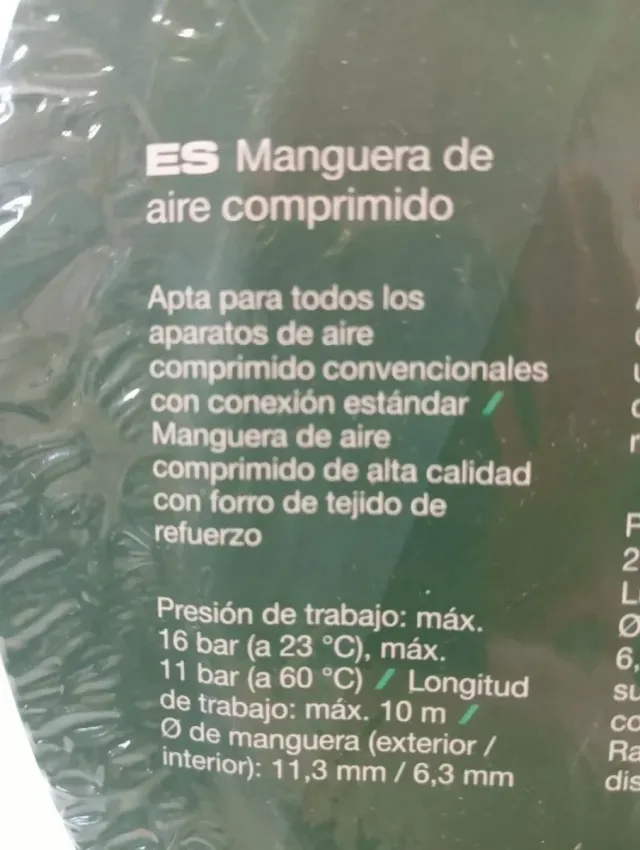 ES Manguera de
aire comprimido
Apta para todos los
aparatos de aire
comprimido convencionales
con conexión estándar /
Manguera de aire
comprimido de alta calidad
con forro de tejido de
refuerzo
Presión de trabajo: máx.
16 bar (a 23 °C), máx.
11 bar (a 60 °C) / Longitud
de trabajo: máx. 10 m /
Ø de manguera (exterior /
interior): 11,3 mm / 6,3 mm